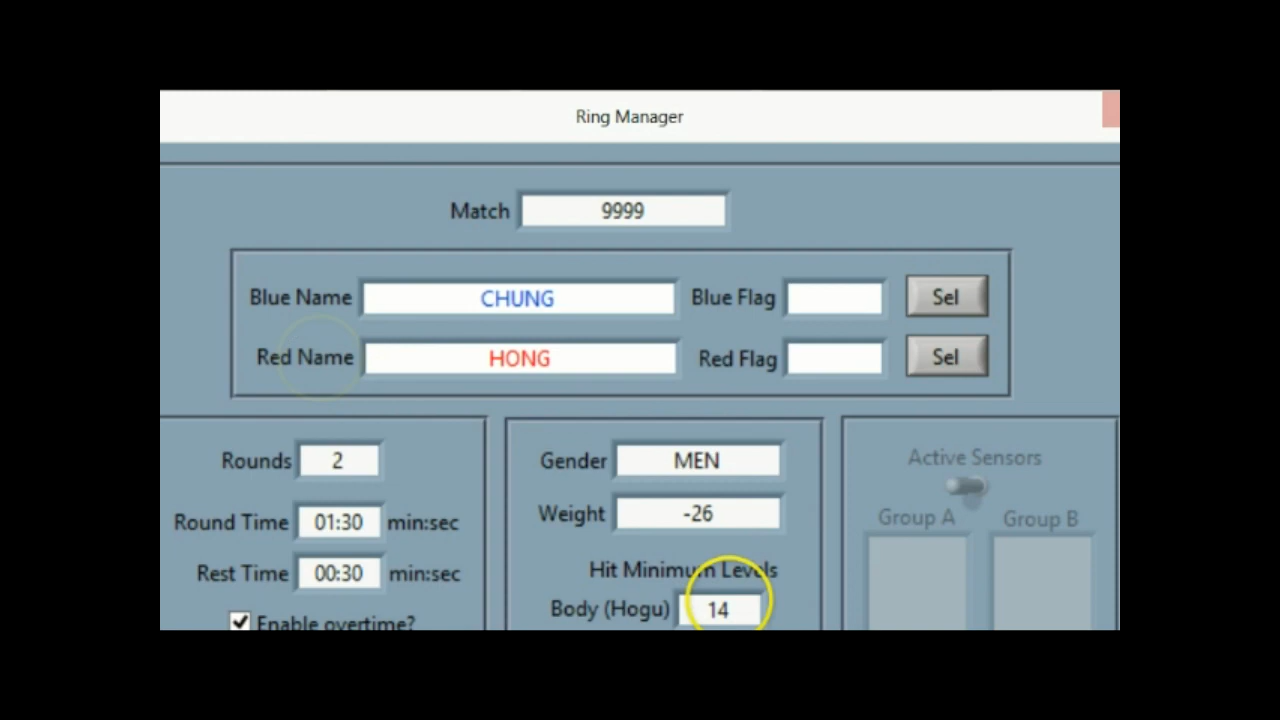 Ring Manager
Match 9999
Blue Name CHUNG Blue Flag Sel
Red Name HONG Red Flag Sel
Rounds 2
Round Time 01:30 min:sec
Rest Time 00:30 min:sec
Enable overtime?
Gender MEN
Weight -26
Hit Minimum Levels
Body (Hogu) 14
Active Sensors
Group A Group B